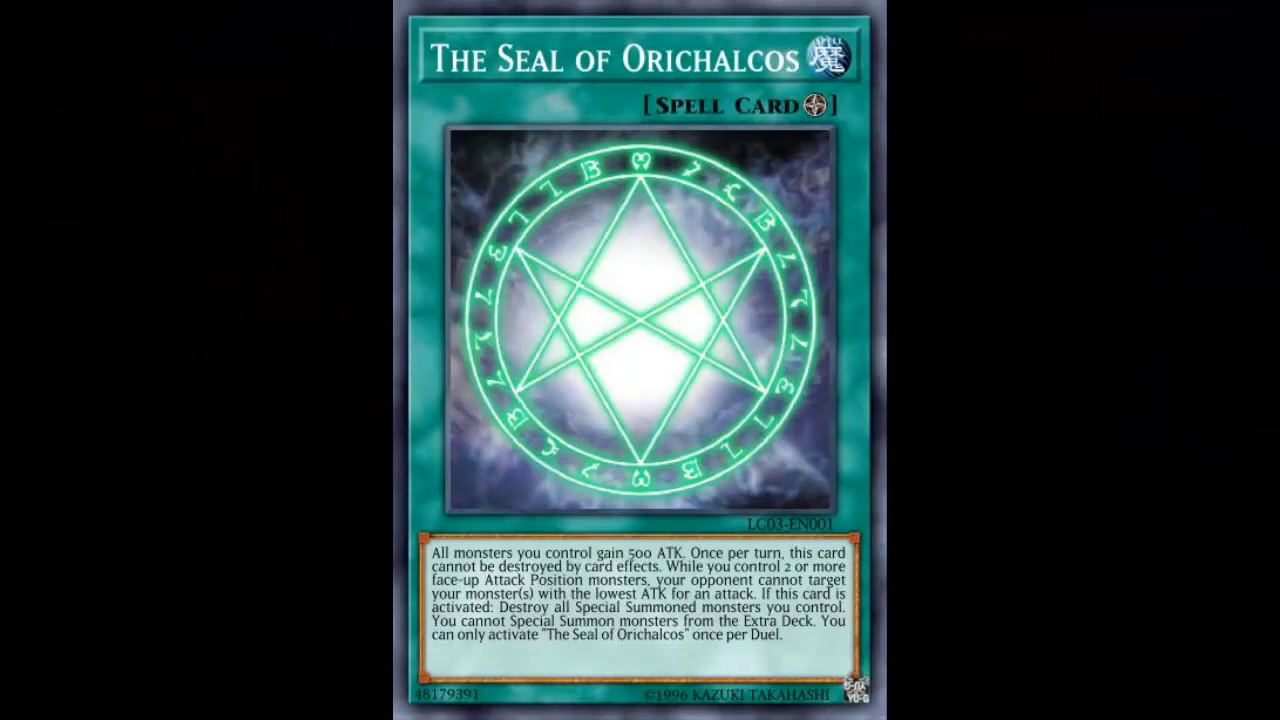 THE SEAL OF ORICHALCOS
[SPELL CARD]
LC03-EN001
All monsters you control gain 500 ATK. Once per turn, this card
cannot be destroyed by card effects. While you control 2 or more
face-up Attack Position monsters, your opponent cannot target
your monster(s) with the lowest ATK for an attack. If this card is
activated: Destroy all Special Summoned monsters you control.
You cannot Special Summon monsters from the Extra Deck. You
can only activate "The Seal of Orichalcos" once per Duel.
48179391
©1996 KAZUKI TAKAHASHI